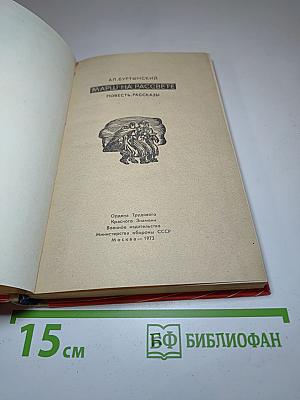 АЛ. БУРТЫНСКИЙ
МАРШ НА РАССВЕТЕ
ПОВЕСТЬ, РАССКАЗЫ
Ордена Трудового
Красного Знамени
Военное издательство
Министерства обороны СССР
Москва — 1973
15 см
БФ БИБЛИОФАН